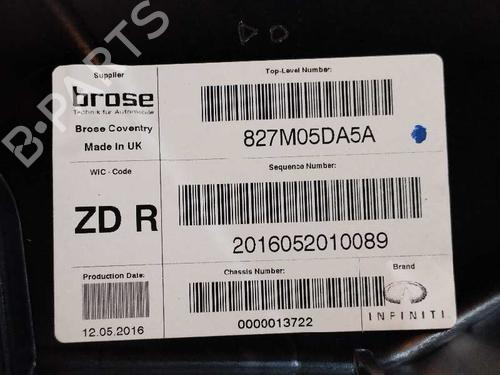 B-PARTS
Supplier
brose
Technik für Automobile
Brose Coventry
Made In UK
Top-Level Number:
827M05DA5A
WIC - Code
ZD R
Sequence Number:
2016052010089
Production Date:
12.05.2016
Chassis Number:
0000013722
Brand
INFINITI